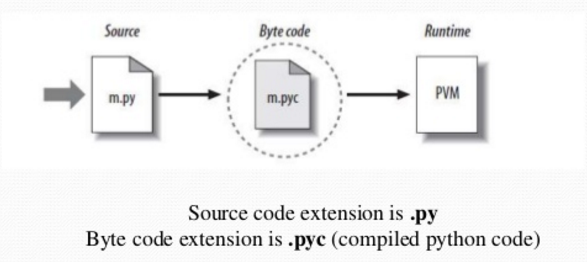 Source
Byte code
Runtime
m.py
m.pyc
PVM
Source code extension is .py
Byte code extension is .pyc (compiled python code)